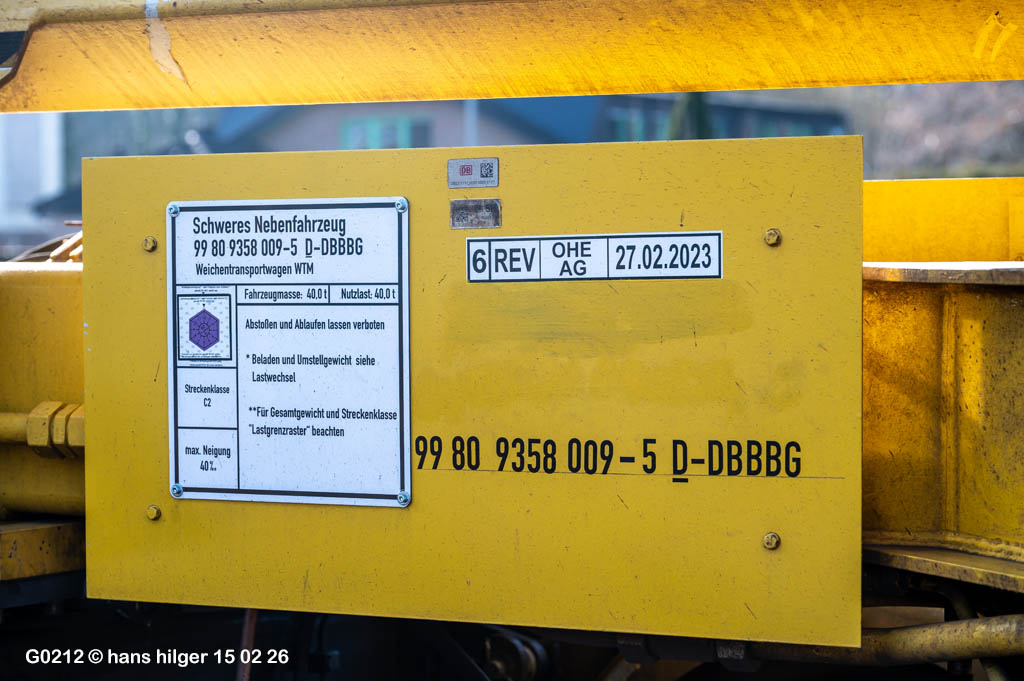 DB
Schweres Nebenfahrzeug
99 80 9358 009-5 D-DBBBG
Weichentransportwagen WTM
Fahrzeugmasse: 40,0 t Nutzlast: 40,0 t
Abstoßen und Ablaufen lassen verboten
* Beladen und Umstellgewicht siehe
Lastwechsel
**Für Gesamtgewicht und Streckenklasse
"Lastgrenzraster" beachten
Streckenklasse
C2
max. Neigung
40‰
6 REV OHE AG 27.02.2023
99 80 9358 009-5 D-DBBBG
G0212 © hans hilger 15 02 26